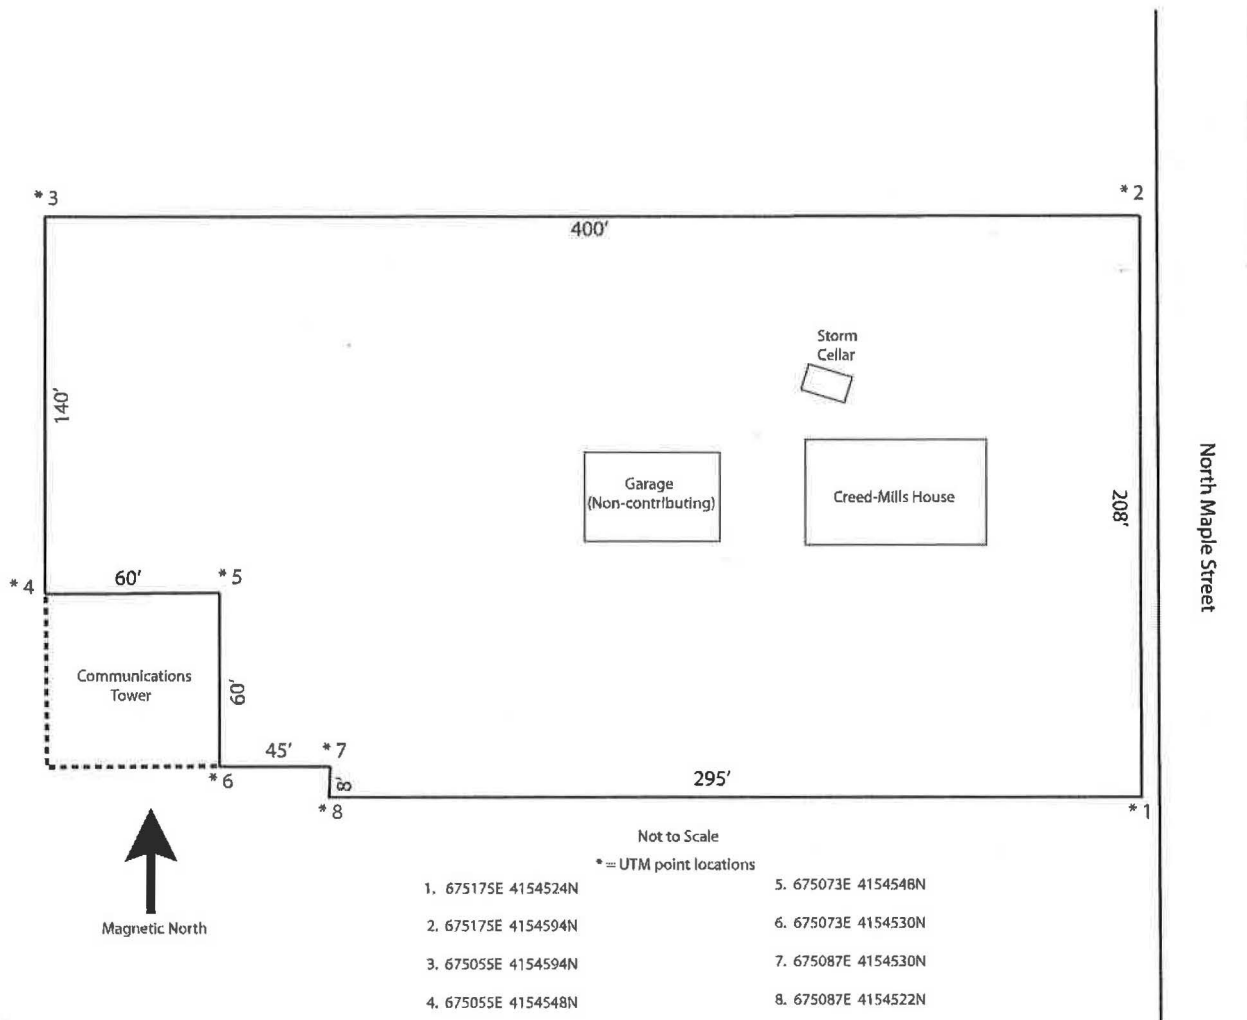 * 3
* 2
400'
Storm
Cellar
140'
Garage
(Non-contributing)
Creed-Mills House
208'
North Maple Street
* 4
60'
* 5
Communications
Tower
60'
45'
* 7
* 6
8'
295'
* 8
* 1
Not to Scale
* = UTM point locations
1. 675175E 4154524N
5. 675073E 4154548N
2. 675175E 4154594N
6. 675073E 4154530N
Magnetic North
3. 675055E 4154594N
7. 675087E 4154530N
4. 675055E 4154548N
8. 675087E 4154522N